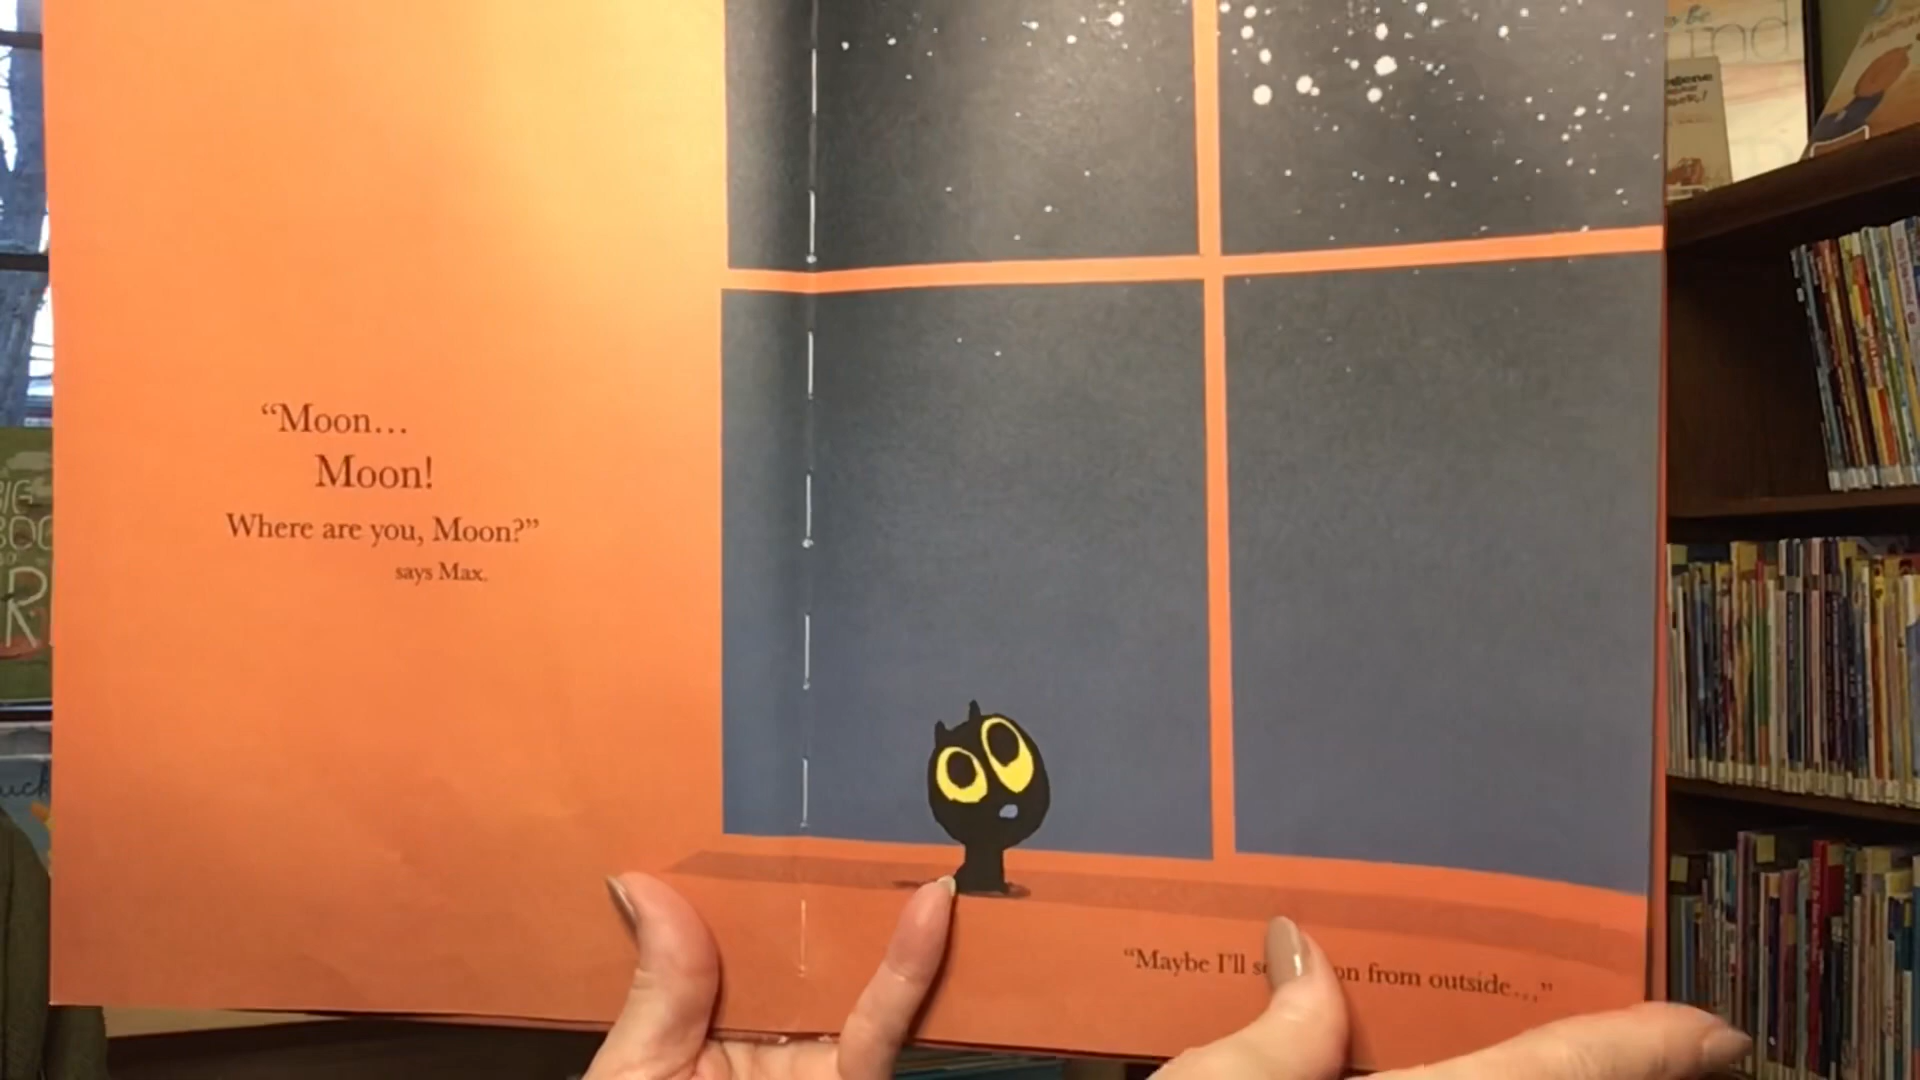 “Moon…
Moon!
Where are you, Moon?”
says Max.
“Maybe I’ll from outside…”